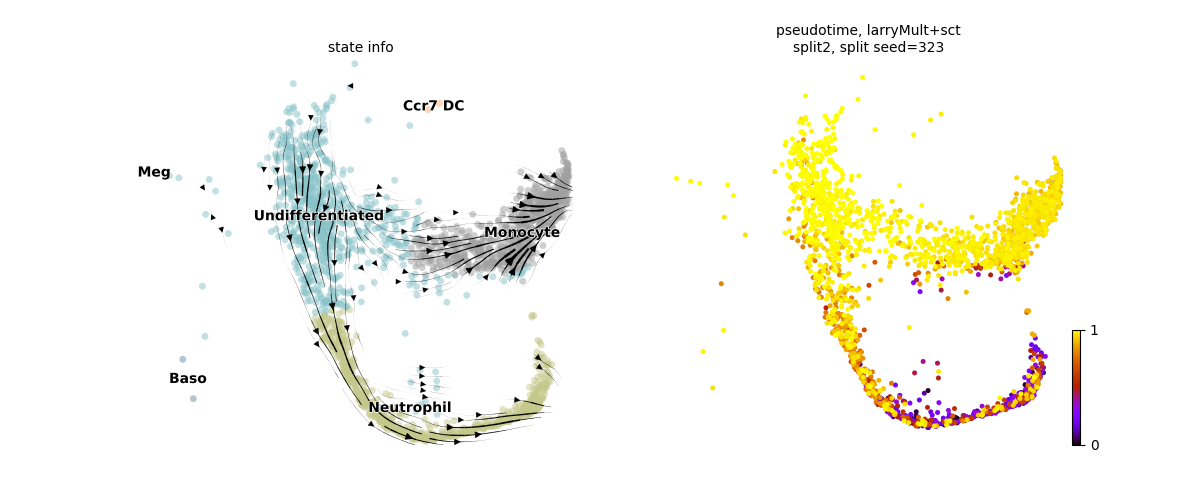 state info
pseudotime, larryMult+sct
split2, split seed=323
Ccr7 DC
Meg
Undifferentiated
Monocyte
Baso
Neutrophil
1
0